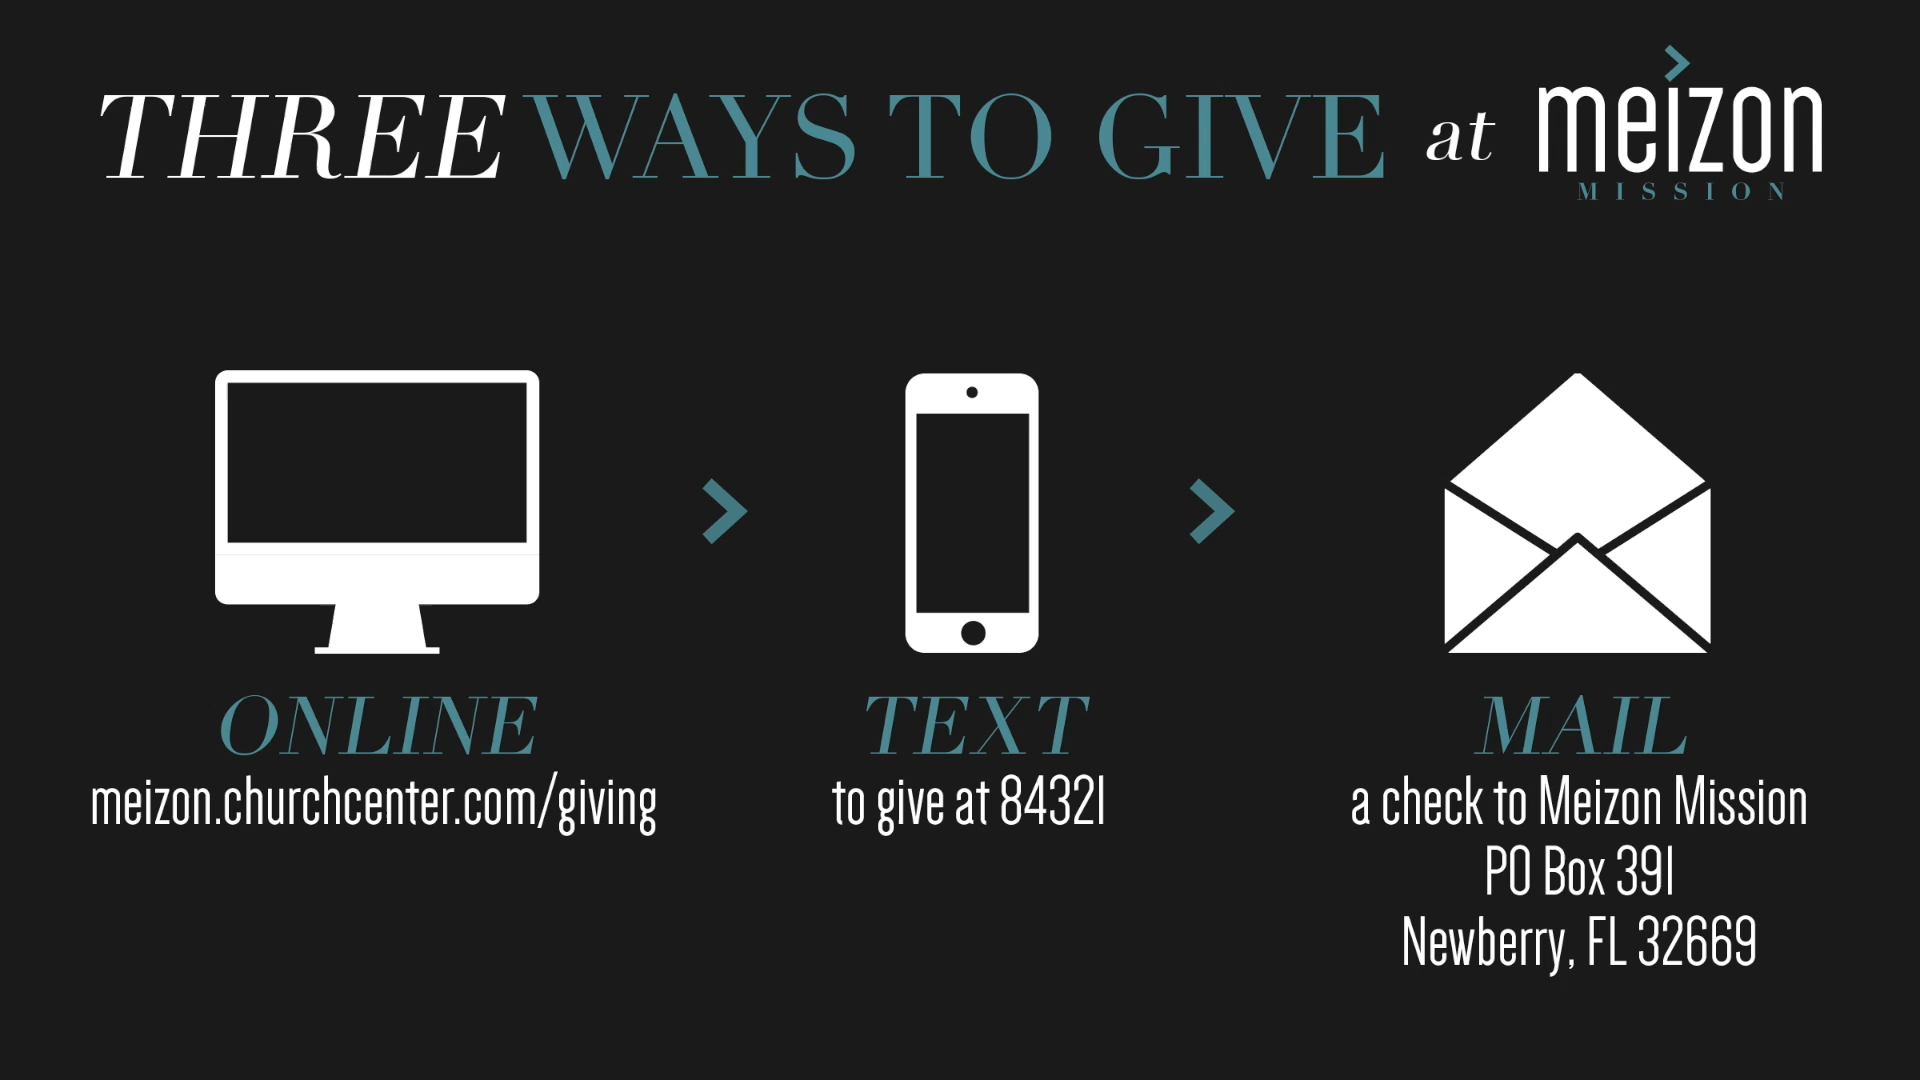 THREE WAYS TO GIVE at meizon
MISSION
ONLINE
meizon.churchcenter.com/giving
TEXT
to give at 84321
MAIL
a check to Meizon Mission
PO Box 391
Newberry, FL 32669